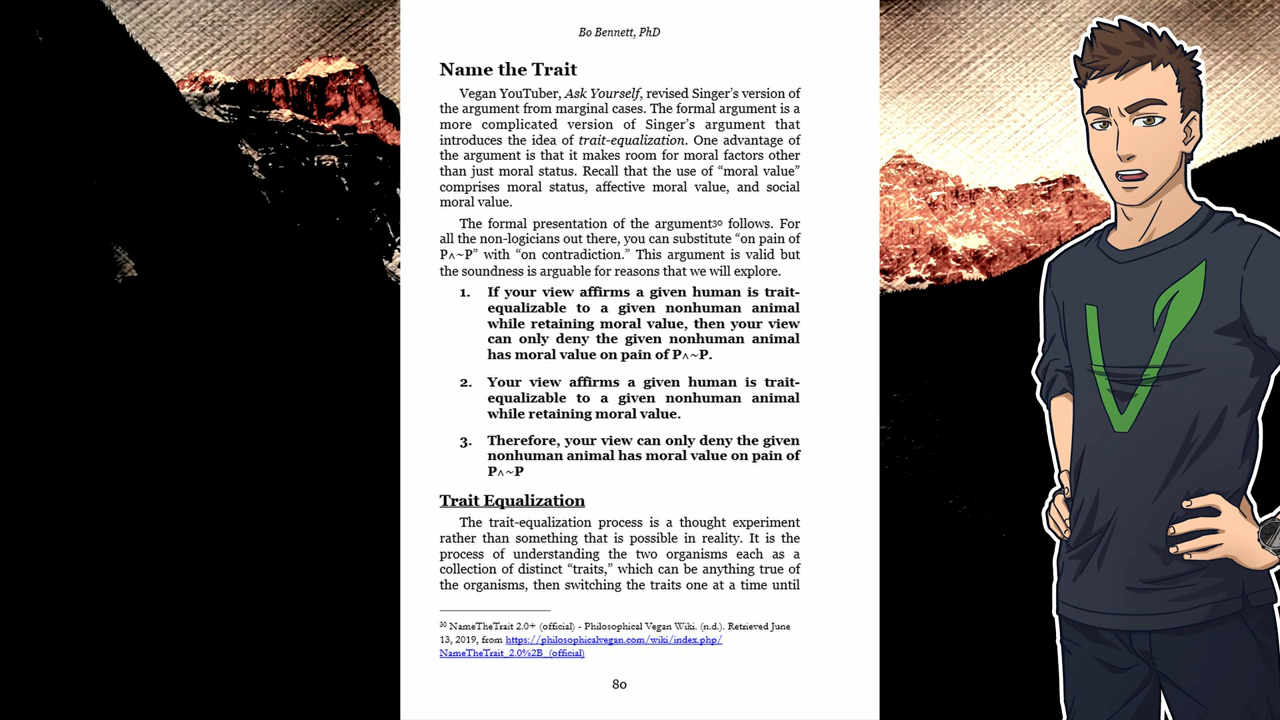 Bo Bennett, PhD
Name the Trait
Vegan YouTuber, Ask Yourself, revised Singer's version of
the argument from marginal cases. The formal argument is a
more complicated version of Singer's argument that
introduces the idea of trait-equalization. One advantage of
the argument is that it makes room for moral factors other
than just moral status. Recall that the use of "moral value"
comprises moral status, affective moral value, and social
moral value.
The formal presentation of the argument30 follows. For
all the non-logicians out there, you can substitute "on pain of
P∧~P" with "on contradiction." This argument is valid but
the soundness is arguable for reasons that we will explore.
1. If your view affirms a given human is trait-
equalizable to a given nonhuman animal
while retaining moral value, then your view
can only deny the given nonhuman animal
has moral value on pain of P∧~P.
2. Your view affirms a given human is trait-
equalizable to a given nonhuman animal
while retaining moral value.
3. Therefore, your view can only deny the given
nonhuman animal has moral value on pain of
P∧~P
Trait Equalization
The trait-equalization process is a thought experiment
rather than something that is possible in reality. It is the
process of understanding the two organisms each as a
collection of distinct "traits," which can be anything true of
the organisms, then switching the traits one at a time until
30 NameTheTrait 2.0+ (official) - Philosophical Vegan Wiki. (n.d.). Retrieved June
13, 2019, from https://philosophicalvegan.com/wiki/index.php/
NameTheTrait_2.0%2B_(official)
80